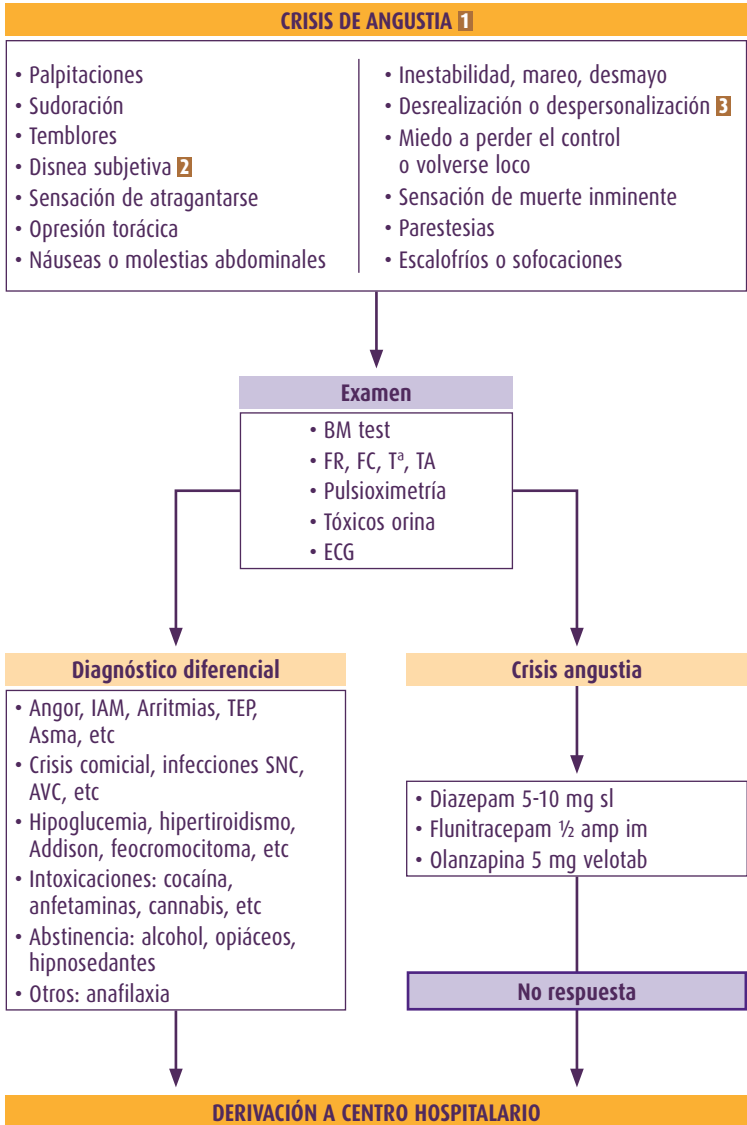 CRISIS DE ANGUSTIA 1
• Palpitaciones
• Sudoración
• Temblores
• Disnea subjetiva 2
• Sensación de atragantarse
• Opresión torácica
• Náuseas o molestias abdominales
• Inestabilidad, mareo, desmayo
• Desrealización o despersonalización 3
• Miedo a perder el control
o volverse loco
• Sensación de muerte inminente
• Parestesias
• Escalofríos o sofocaciones
Examen
• BM test
• FR, FC, Tª, TA
• Pulsioximetría
• Tóxicos orina
• ECG
Diagnóstico diferencial
• Angor, IAM, Arritmias, TEP,
Asma, etc
• Crisis comicial, infecciones SNC,
AVC, etc
• Hipoglucemia, hipertiroidismo,
Addison, feocromocitoma, etc
• Intoxicaciones: cocaína,
anfetaminas, cannabis, etc
• Abstinencia: alcohol, opiáceos,
hipnosedantes
• Otros: anafilaxia
Crisis angustia
• Diazepam 5-10 mg sl
• Flunitracepam ½ amp im
• Olanzapina 5 mg velotab
No respuesta
DERIVACIÓN A CENTRO HOSPITALARIO